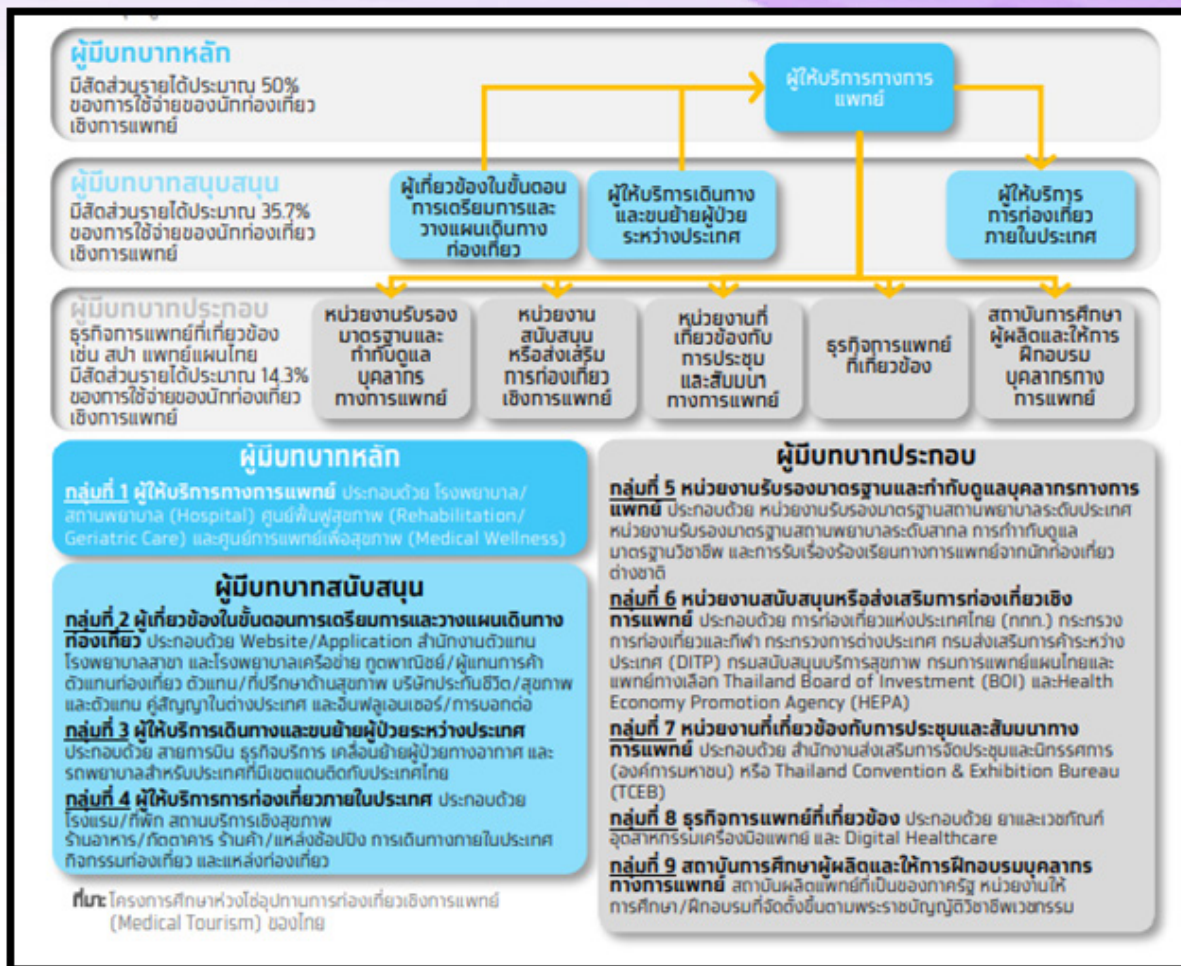 ผู้มีบทบาทหลัก
มีสัดส่วนรายได้ประมาณ 50%
ของการใช้จ่ายของนักท่องเที่ยว
เชิงการแพทย์
ผู้ให้บริการทางการ
แพทย์
ผู้มีบทบาทสนุบสนุน
มีสัดส่วนรายได้ประมาณ 35.7%
ของการใช้จ่ายของนักท่องเที่ยว
เชิงการแพทย์
ผู้เกี่ยวข้องในขั้นตอน
การเตรียมการและ
วางแผนเดินทาง
ท่องเที่ยว
ผู้ให้บริการเดินทาง
และขนย้ายผู้ป่วย
ระหว่างประเทศ
ผู้ให้บริการ
การท่องเที่ยว
ภายในประเทศ
ผู้มีบทบาทประกอบ
ธุรกิจการแพทย์ที่เกี่ยวข้อง
เช่น สปา แพทย์แผนไทย
มีสัดส่วนรายได้ประมาณ 14.3%
ของการใช้จ่ายของนักท่องเที่ยว
เชิงการแพทย์
หน่วยงานรับรอง
มาตรฐานและ
กำกับดูแล
บุคลากร
ทางการแพทย์
หน่วยงาน
สนับสนุน
หรือส่งเสริม
การท่องเที่ยว
เชิงการแพทย์
หน่วยงานที่
เกี่ยวข้องกับ
การประชุม
และสัมมนา
ทางการแพทย์
ธุรกิจการแพทย์
ที่เกี่ยวข้อง
สถาบันการศึกษา
ผู้ผลิตและให้การ
ฝึกอบรม
บุคลากรทาง
การแพทย์
ผู้มีบทบาทหลัก
กลุ่มที่ 1 ผู้ให้บริการทางการแพทย์ ประกอบด้วย โรงพยาบาล/
สถานพยาบาล (Hospital) ศูนย์ฟื้นฟูสุขภาพ (Rehabilitation/
Geriatric Care) และศูนย์การแพทย์เพื่อสุขภาพ (Medical Wellness)
ผู้มีบทบาทสนับสนุน
กลุ่มที่ 2 ผู้เกี่ยวข้องในขั้นตอนการเตรียมการและวางแผนเดินทาง
ท่องเที่ยว ประกอบด้วย Website/Application สำนักงานตัวแทน
โรงพยาบาลสาขา และโรงพยาบาลเครือข่าย ทูตพาณิชย์/ผู้แทนการค้า
ตัวแทนท่องเที่ยว ตัวแทน/ที่ปรึกษาด้านสุขภาพ บริษัทประกันชีวิต/สุขภาพ
และตัวแทน คู่สัญญาในต่างประเทศ และอินฟลูเอนเซอร์/การบอกต่อ
กลุ่มที่ 3 ผู้ให้บริการเดินทางและขนย้ายผู้ป่วยระหว่างประเทศ
ประกอบด้วย สายการบิน ธุรกิจบริการ เคลื่อนย้ายผู้ป่วยทางอากาศ และ
รถพยาบาลสำหรับประเทศที่มีเขตแดนติดกับประเทศไทย
กลุ่มที่ 4 ผู้ให้บริการการท่องเที่ยวภายในประเทศ ประกอบด้วย
โรงแรม/ที่พัก สถานบริการเชิงสุขภาพ
ร้านอาหาร/ภัตตาคาร ร้านค้า/แหล่งช้อปปิ้ง การเดินทางภายในประเทศ
กิจกรรมท่องเที่ยว และแหล่งท่องเที่ยว
ที่มา: โครงการศึกษาห่วงโซ่อุปทานการท่องเที่ยวเชิงการแพทย์
(Medical Tourism) ของไทย
ผู้มีบทบาทประกอบ
กลุ่มที่ 5 หน่วยงานรับรองมาตรฐานและกำกับดูแลบุคลากรทางการ
แพทย์ ประกอบด้วย หน่วยงานรับรองมาตรฐานสถานพยาบาลระดับประเทศ
หน่วยงานรับรองมาตรฐานสถานพยาบาลระดับสากล การกำกับดูแล
มาตรฐานวิชาชีพ และการรับเรื่องร้องเรียนทางการแพทย์จากนักท่องเที่ยว
ต่างชาติ
กลุ่มที่ 6 หน่วยงานสนับสนุนหรือส่งเสริมการท่องเที่ยวเชิง
การแพทย์ ประกอบด้วย การท่องเที่ยวแห่งประเทศไทย (ททท.) กระทรวง
การท่องเที่ยวและกีฬา กระทรวงการต่างประเทศ กรมส่งเสริมการค้าระหว่าง
ประเทศ (DITP) กรมสนับสนุนบริการสุขภาพ กรมการแพทย์แผนไทยและ
แพทย์ทางเลือก Thailand Board of Investment (BOI) และHealth
Economy Promotion Agency (HEPA)
กลุ่มที่ 7 หน่วยงานที่เกี่ยวข้องกับการประชุมและสัมมนาทาง
การแพทย์ ประกอบด้วย สำนักงานส่งเสริมการจัดประชุมและนิทรรศการ
(องค์การมหาชน) หรือ Thailand Convention & Exhibition Bureau
(TCEB)
กลุ่มที่ 8 ธุรกิจการแพทย์ที่เกี่ยวข้อง ประกอบด้วย ยาและเวชภัณฑ์
อุตสาหกรรมเครื่องมือแพทย์ และ Digital Healthcare
กลุ่มที่ 9 สถาบันการศึกษาผู้ผลิตและให้การฝึกอบรมบุคลากร
ทางการแพทย์ สถาบันผลิตแพทย์ที่เป็นของภาครัฐ หน่วยงานให้
การศึกษา/ฝึกอบรมที่จัดตั้งขึ้นตามพระราชบัญญัติวิชาชีพเวชกรรม